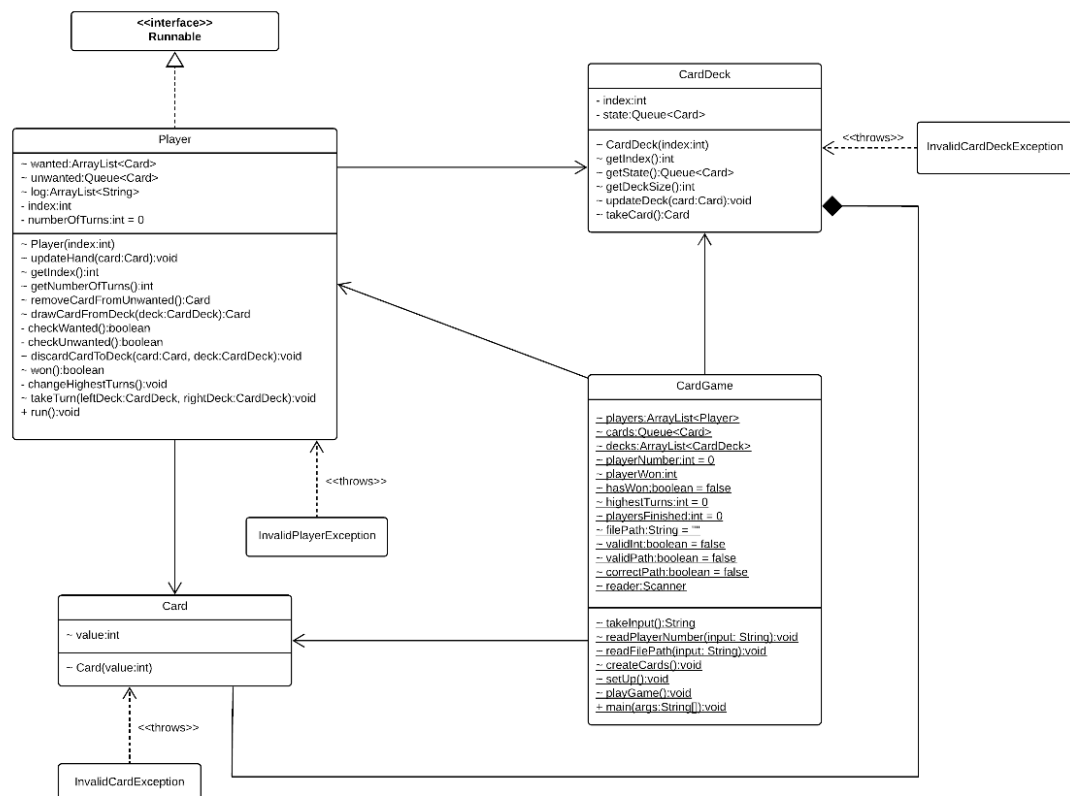 <<interface>>
Runnable
Player
~ wanted:ArrayList<Card>
~ unwanted:Queue<Card>
~ log:ArrayList<String>
- index:int
- numberOfTurns:int = 0
~ Player(index:int)
~ updateHand(card:Card):void
~ getIndex():int
~ getNumberOfTurns():int
~ removeCardFromUnwanted():Card
~ drawCardFromDeck(deck:CardDeck):Card
- checkWanted():boolean
- checkUnwanted():boolean
~ discardCardToDeck(card:Card, deck:CardDeck):void
~ won():boolean
- changeHighestTurns():void
~ takeTurn(leftDeck:CardDeck, rightDeck:CardDeck):void
+ run():void
CardDeck
- index:int
- state:Queue<Card>
~ CardDeck(index:int)
~ getIndex():int
~ getState():Queue<Card>
~ getDeckSize():int
~ updateDeck(card:Card):void
~ takeCard():Card
<<throws>>
InvalidCardDeckException
<<throws>>
InvalidPlayerException
CardGame
~ players:ArrayList<Player>
~ cards:Queue<Card>
~ decks:ArrayList<CardDeck>
~ playerNumber:int = 0
~ playerWon:int
~ hasWon:boolean = false
~ highestTurns:int = 0
~ playersFinished:int = 0
~ filePath:String = ""
~ validInt:boolean = false
~ validPath:boolean = false
~ correctPath:boolean = false
~ reader:Scanner
~ takeInput():String
~ readPlayerNumber(input: String):void
~ readFilePath(input: String):void
~ createCards():void
~ setUp():void
~ playGame():void
+ main(args:String[]):void
Card
~ value:int
~ Card(value:int)
<<throws>>
InvalidCardException